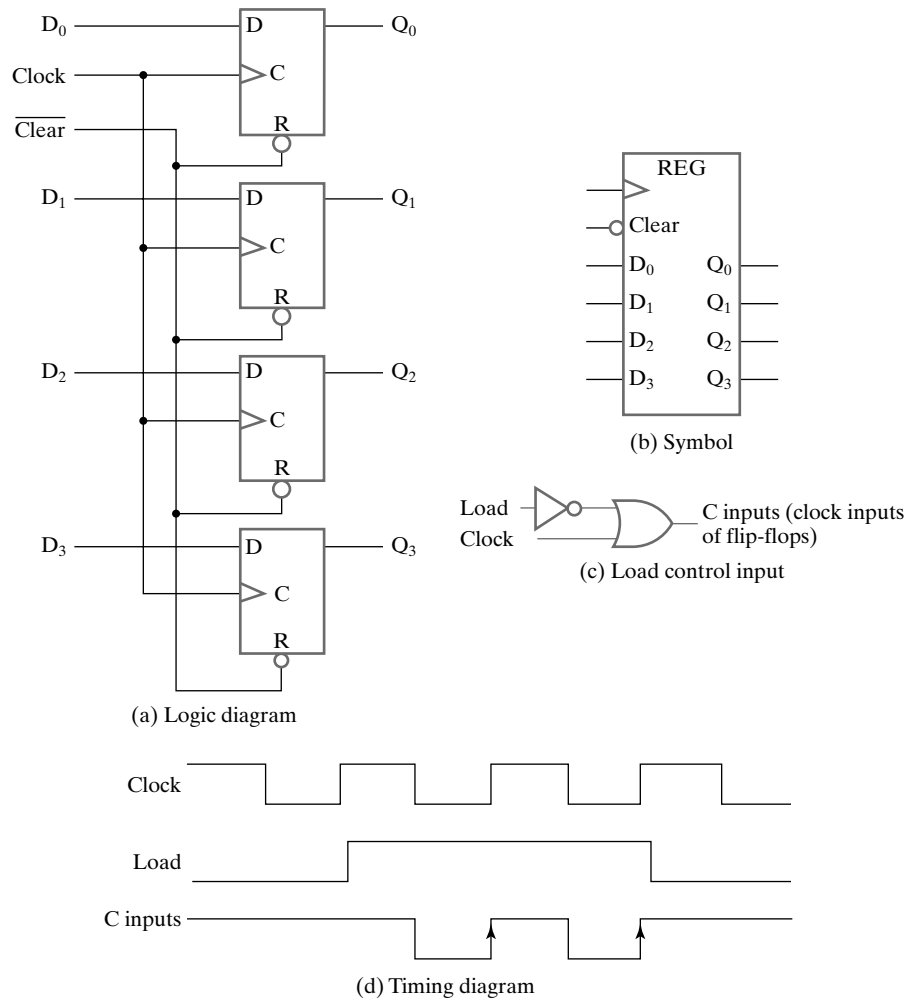 D₀ D Q₀
Clock C
C̅l̅e̅a̅r̅ R
D₁ D Q₁
C
R
D₂ D Q₂
C
R
D₃ D Q₃
C
R
(a) Logic diagram
REG
Clear
D₀ Q₀
D₁ Q₁
D₂ Q₂
D₃ Q₃
(b) Symbol
Load
Clock
C inputs (clock inputs
of flip-flops)
(c) Load control input
Clock
Load
C inputs
(d) Timing diagram